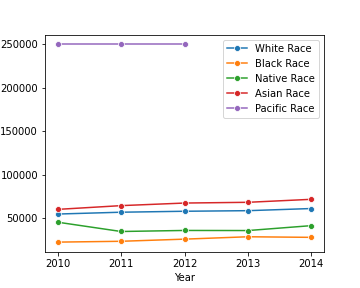 250000
200000
150000
100000
50000
2010 2011 2012 2013 2014
Year
White Race
Black Race
Native Race
Asian Race
Pacific Race